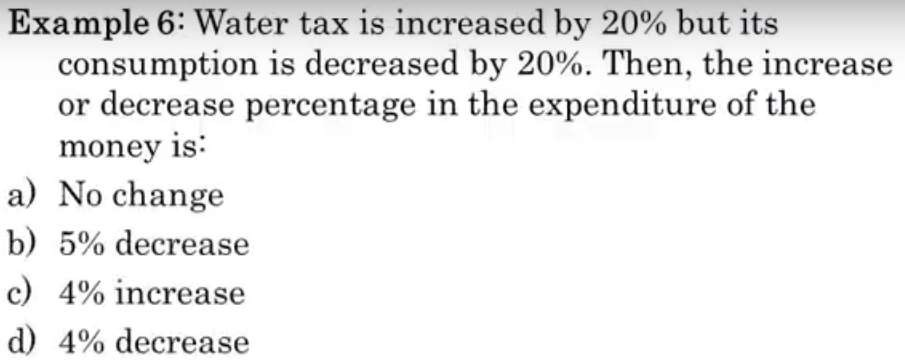 Example 6: Water tax is increased by 20% but its
consumption is decreased by 20%. Then, the increase
or decrease percentage in the expenditure of the
money is:
a) No change
b) 5% decrease
c) 4% increase
d) 4% decrease